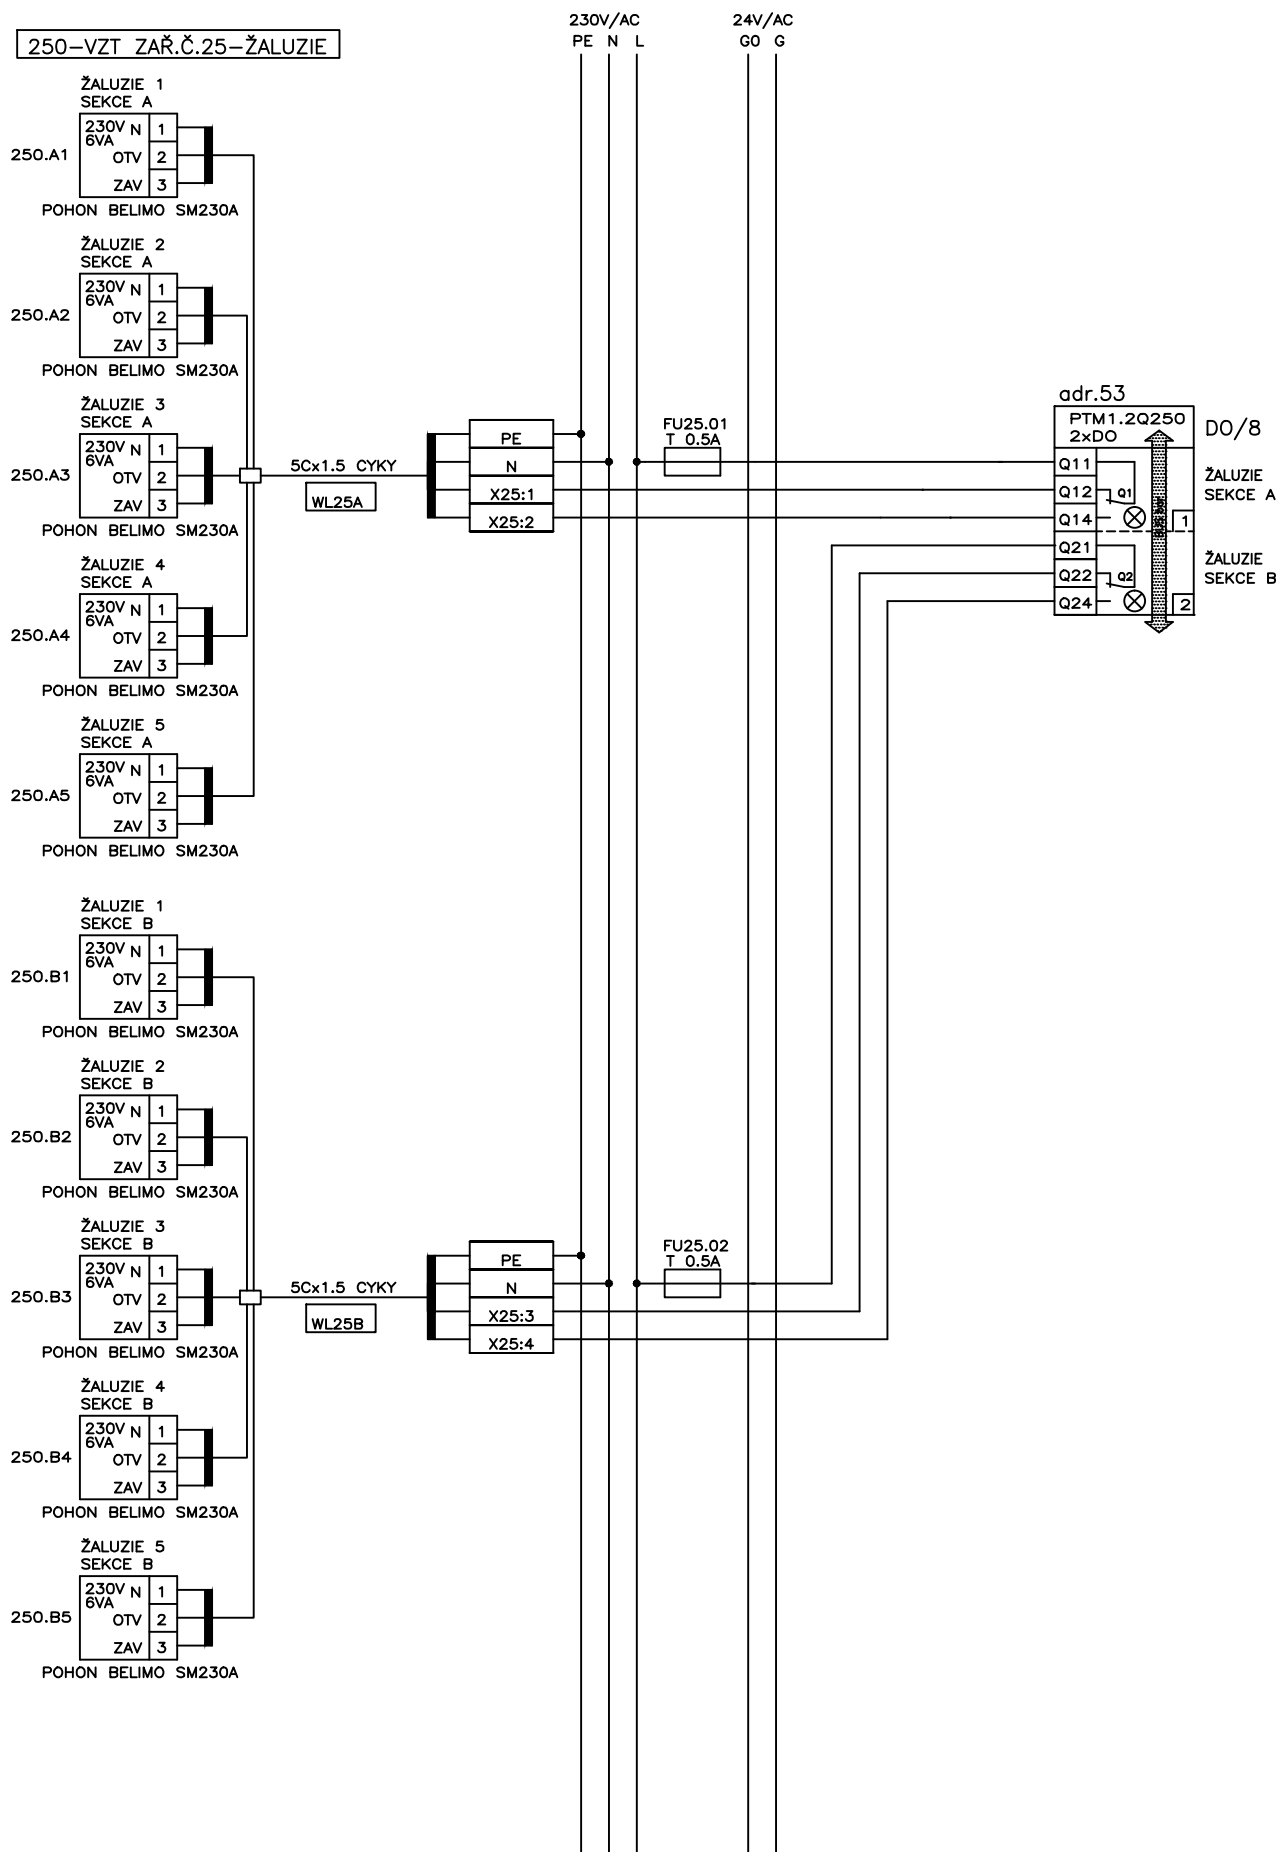 250-VZT ZAŘ.Č.25-ŽALUZIE
230V/AC
PE N L
24V/AC
G0 G
ŽALUZIE 1
SEKCE A
250.A1
230V N 1
6VA
OTV 2
ZAV 3
POHON BELIMO SM230A
ŽALUZIE 2
SEKCE A
250.A2
230V N 1
6VA
OTV 2
ZAV 3
POHON BELIMO SM230A
ŽALUZIE 3
SEKCE A
250.A3
230V N 1
6VA
OTV 2
ZAV 3
POHON BELIMO SM230A
ŽALUZIE 4
SEKCE A
250.A4
230V N 1
6VA
OTV 2
ZAV 3
POHON BELIMO SM230A
ŽALUZIE 5
SEKCE A
250.A5
230V N 1
6VA
OTV 2
ZAV 3
POHON BELIMO SM230A
5Cx1.5 CYKY
WL25A
PE
N
X25:1
X25:2
FU25.01
T 0.5A
adr.53
PTM1.2Q250
2xDO
DO/8
Q11
Q12 Q1
Q14
1
ŽALUZIE
SEKCE A
Q21
Q22 Q2
Q24
2
ŽALUZIE
SEKCE B
ŽALUZIE 1
SEKCE B
250.B1
230V N 1
6VA
OTV 2
ZAV 3
POHON BELIMO SM230A
ŽALUZIE 2
SEKCE B
250.B2
230V N 1
6VA
OTV 2
ZAV 3
POHON BELIMO SM230A
ŽALUZIE 3
SEKCE B
250.B3
230V N 1
6VA
OTV 2
ZAV 3
POHON BELIMO SM230A
ŽALUZIE 4
SEKCE B
250.B4
230V N 1
6VA
OTV 2
ZAV 3
POHON BELIMO SM230A
ŽALUZIE 5
SEKCE B
250.B5
230V N 1
6VA
OTV 2
ZAV 3
POHON BELIMO SM230A
5Cx1.5 CYKY
WL25B
PE
N
X25:3
X25:4
FU25.02
T 0.5A